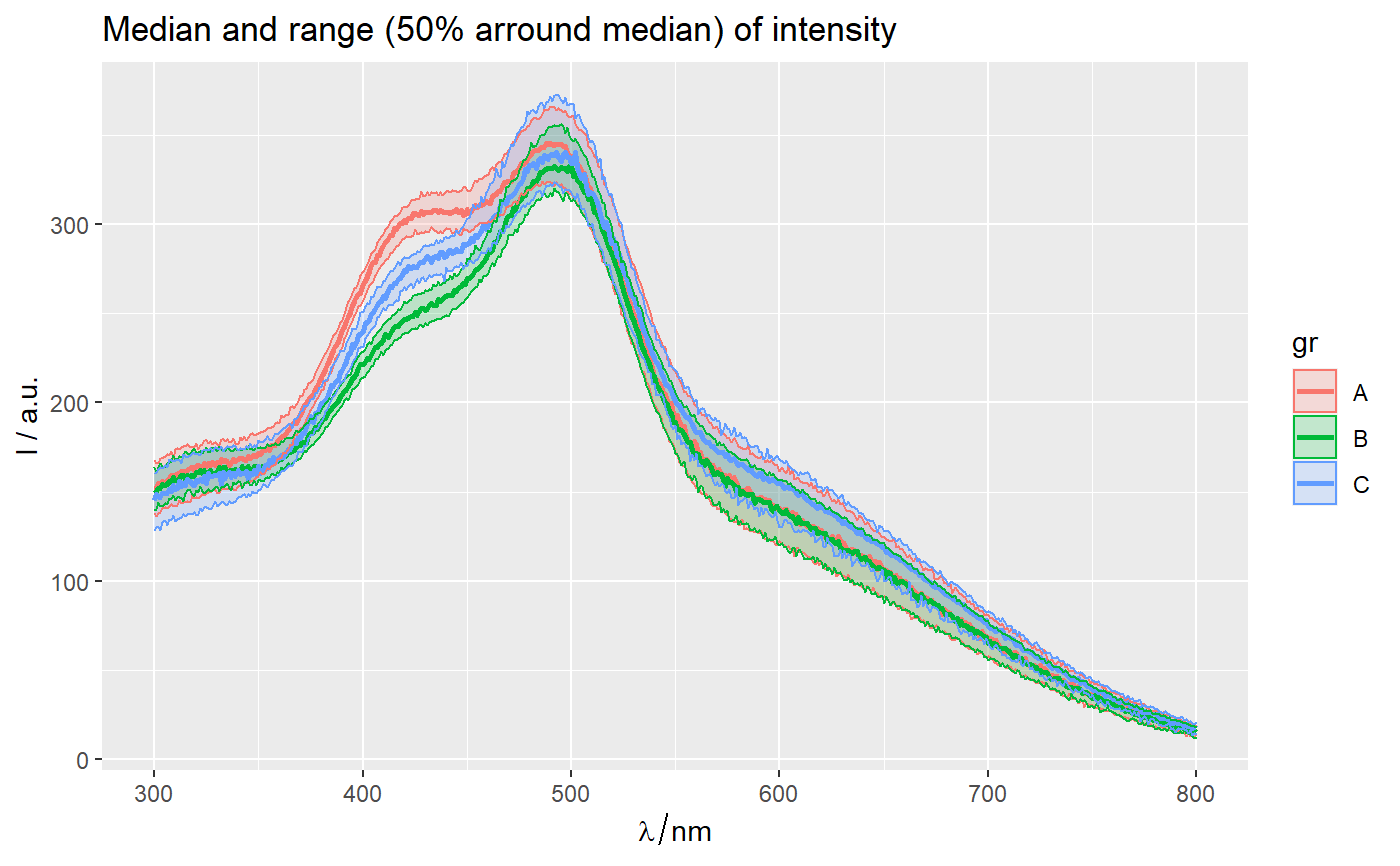 Median and range (50% arround median) of intensity
I / a.u.
300
200
100
0
300 400 500 600 700 800
λ/nm
gr
A
B
C